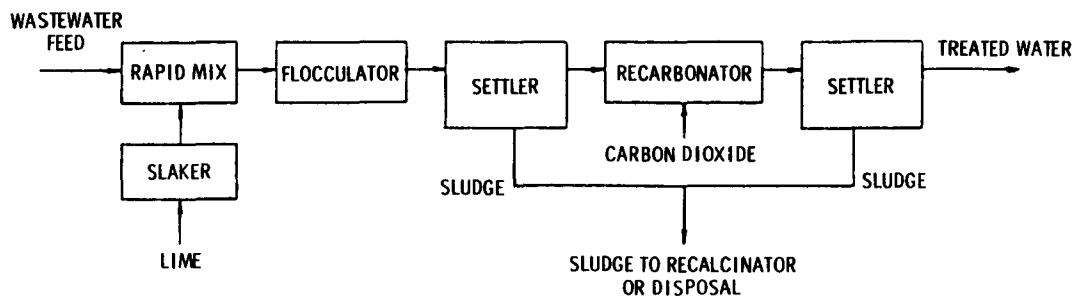 WASTEWATER
FEED
RAPID MIX
FLOCCULATOR
SETTLER
RECARBONATOR
SETTLER
TREATED WATER
SLAKER
CARBON DIOXIDE
SLUDGE
SLUDGE
LIME
SLUDGE TO RECALCINATOR
OR DISPOSAL